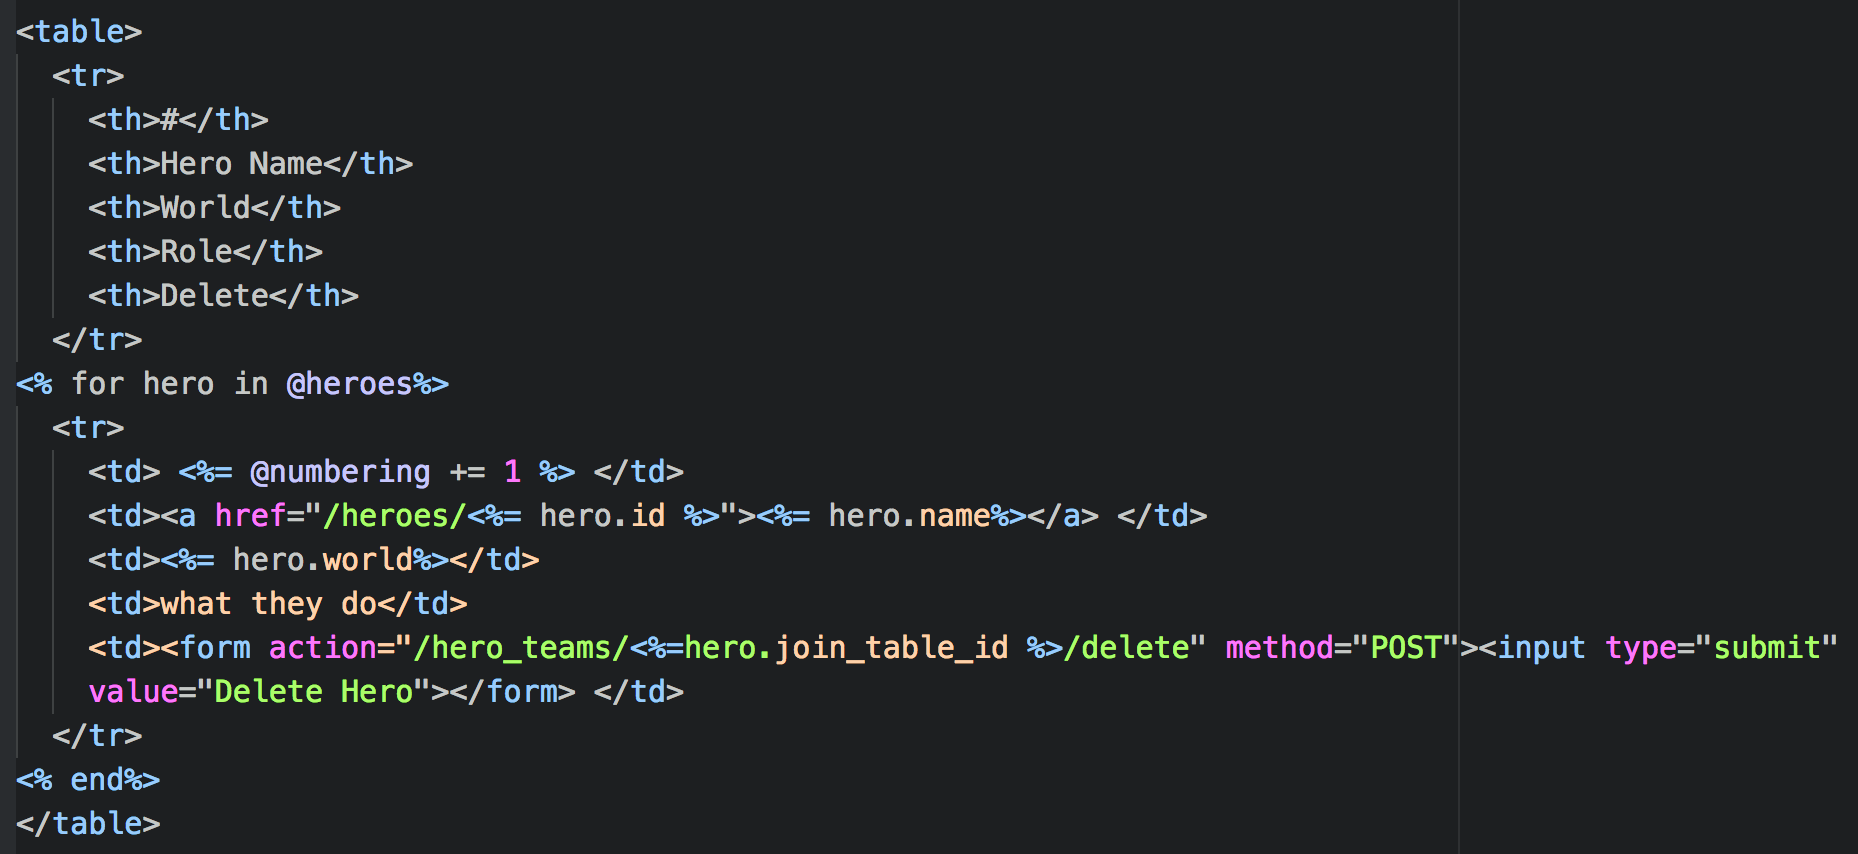 <table>
  <tr>
    <th>#</th>
    <th>Hero Name</th>
    <th>World</th>
    <th>Role</th>
    <th>Delete</th>
  </tr>
<% for hero in @heroes%>
  <tr>
    <td> <%= @numbering += 1 %> </td>
    <td><a href="/heroes/<%= hero.id %>"><%= hero.name%></a> </td>
    <td><%= hero.world%></td>
    <td>what they do</td>
    <td><form action="/hero_teams/<%=hero.join_table_id %>/delete" method="POST"><input type="submit"
    value="Delete Hero"></form> </td>
  </tr>
<% end%>
</table>